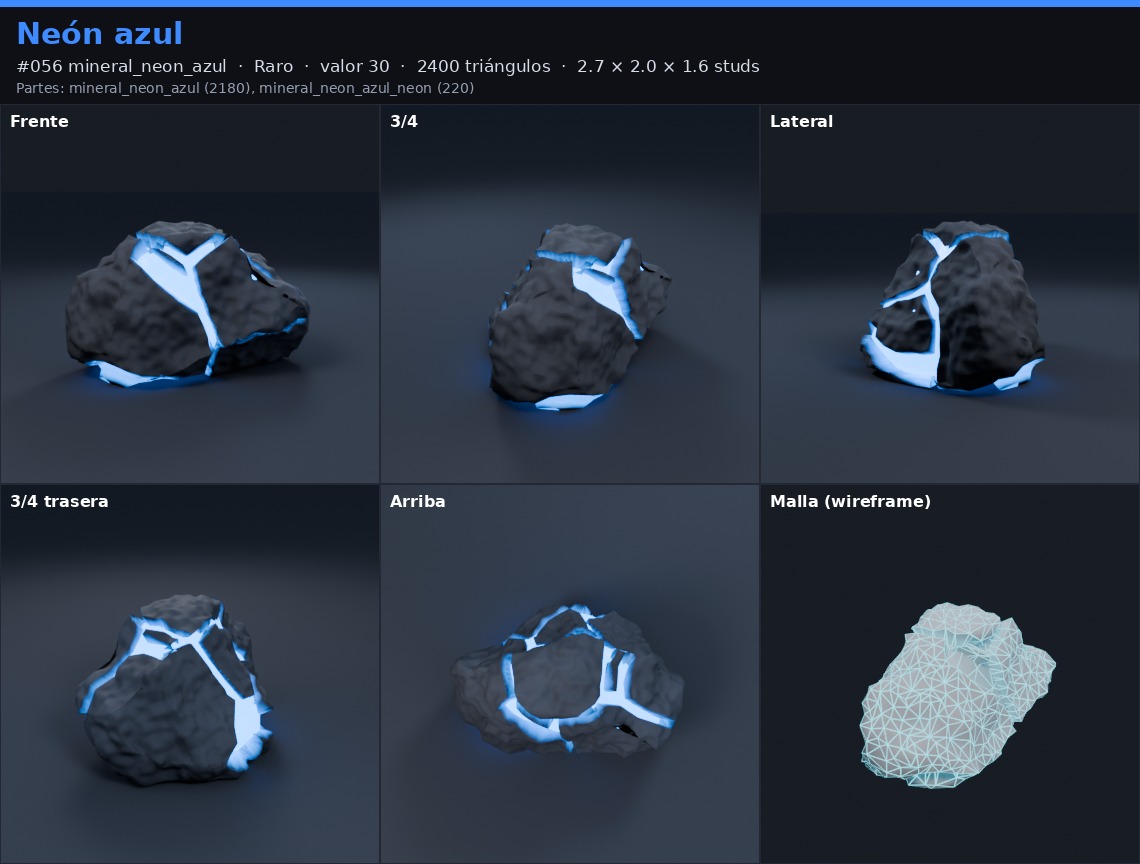 Neón azul
#056 mineral_neon_azul · Raro · valor 30 · 2400 triángulos · 2.7 × 2.0 × 1.6 studs
Partes: mineral_neon_azul (2180), mineral_neon_azul_neon (220)
Frente
3/4
Lateral
3/4 trasera
Arriba
Malla (wireframe)